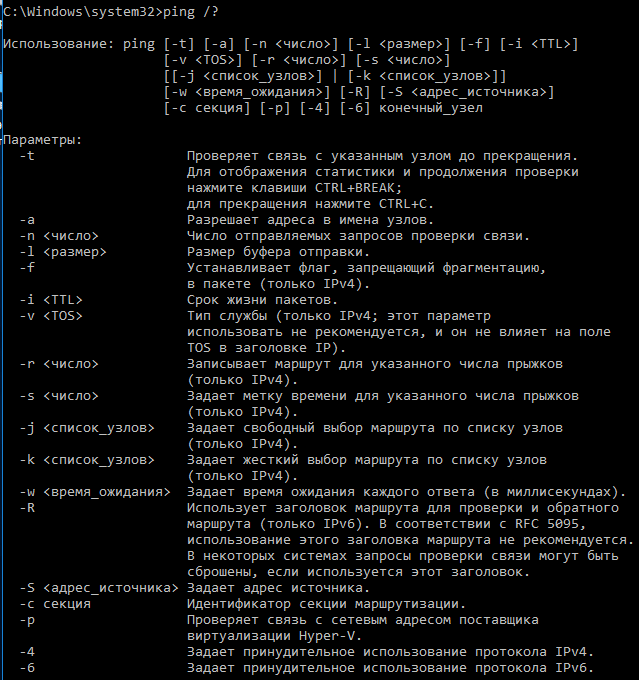 C:\Windows\system32>ping /?
Использование: ping [-t] [-a] [-n <число>] [-l <размер>] [-f] [-i <TTL>]
[-v <TOS>] [-r <число>] [-s <число>]
[[-j <список_узлов>] | [-k <список_узлов>]]
[-w <время_ожидания>] [-R] [-S <адрес_источника>]
[-c секция] [-p] [-4] [-6] конечный_узел
Параметры:
-t Проверяет связь с указанным узлом до прекращения.
Для отображения статистики и продолжения проверки
нажмите клавиши CTRL+BREAK;
для прекращения нажмите CTRL+C.
-a Разрешает адреса в имена узлов.
-n <число> Число отправляемых запросов проверки связи.
-l <размер> Размер буфера отправки.
-f Устанавливает флаг, запрещающий фрагментацию,
в пакете (только IPv4).
-i <TTL> Срок жизни пакетов.
-v <TOS> Тип службы (только IPv4; этот параметр
использовать не рекомендуется, и он не влияет на поле
TOS в заголовке IP).
-r <число> Записывает маршрут для указанного числа прыжков
(только IPv4).
-s <число> Задает метку времени для указанного числа прыжков
(только IPv4).
-j <список_узлов> Задает свободный выбор маршрута по списку узлов
(только IPv4).
-k <список_узлов> Задает жесткий выбор маршрута по списку узлов
(только IPv4).
-w <время_ожидания> Задает время ожидания каждого ответа (в миллисекундах).
-R Использует заголовок маршрута для проверки и обратного
маршрута (только IPv6). В соответствии с RFC 5095,
использование этого заголовка маршрута не рекомендуется.
В некоторых системах запросы проверки связи могут быть
сброшены, если используется этот заголовок.
-S <адрес_источника> Задает адрес источника.
-c секция Идентификатор секции маршрутизации.
-p Проверяет связь с сетевым адресом поставщика
виртуализации Hyper-V.
-4 Задает принудительное использование протокола IPv4.
-6 Задает принудительное использование протокола IPv6.